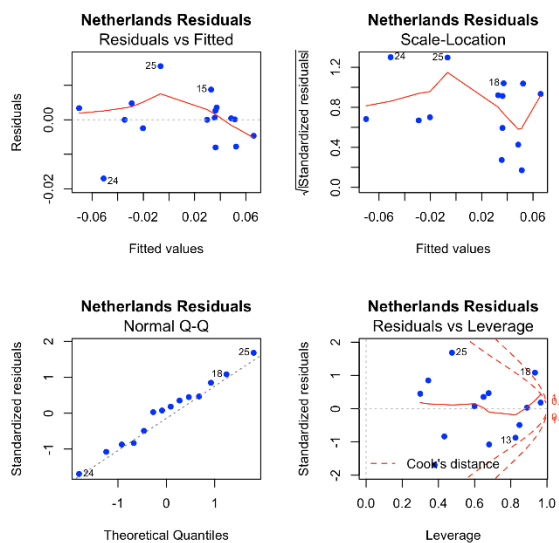 Netherlands Residuals
Residuals vs Fitted
Residuals
0.00
-0.02
25
15
24
-0.06
-0.02
0.02
0.06
Fitted values
Netherlands Residuals
Scale-Location
√|Standardized residuals|
1.2
0.8
0.4
0.0
24
25
18
-0.06
-0.02
0.02
0.06
Fitted values
Netherlands Residuals
Normal Q-Q
Standardized residuals
2
1
0
-1
25
18
24
-1
0
1
Theoretical Quantiles
Netherlands Residuals
Residuals vs Leverage
Standardized residuals
2
1
0
-1
-2
25
18
13
Cook's distance
0.0
0.2
0.4
0.6
0.8
1.0
Leverage